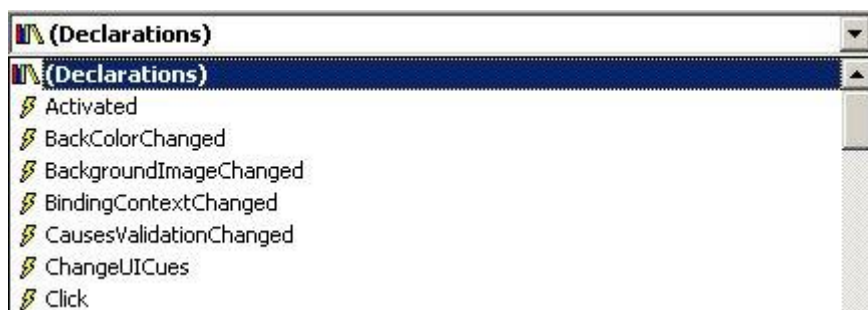 (Declarations)
(Declarations)
Activated
BackColorChanged
BackgroundImageChanged
BindingContextChanged
CausesValidationChanged
ChangeUICues
Click